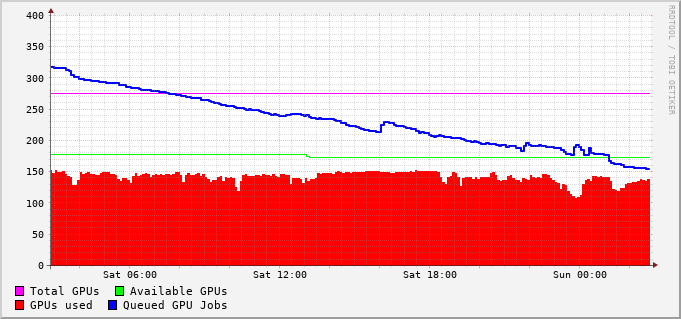 400
350
300
250
200
150
100
50
0
Sat 06:00 Sat 12:00 Sat 18:00 Sun 00:00
Total GPUs Available GPUs
GPUs used Queued GPU Jobs
RRDTOOL / TOBI OETIKER